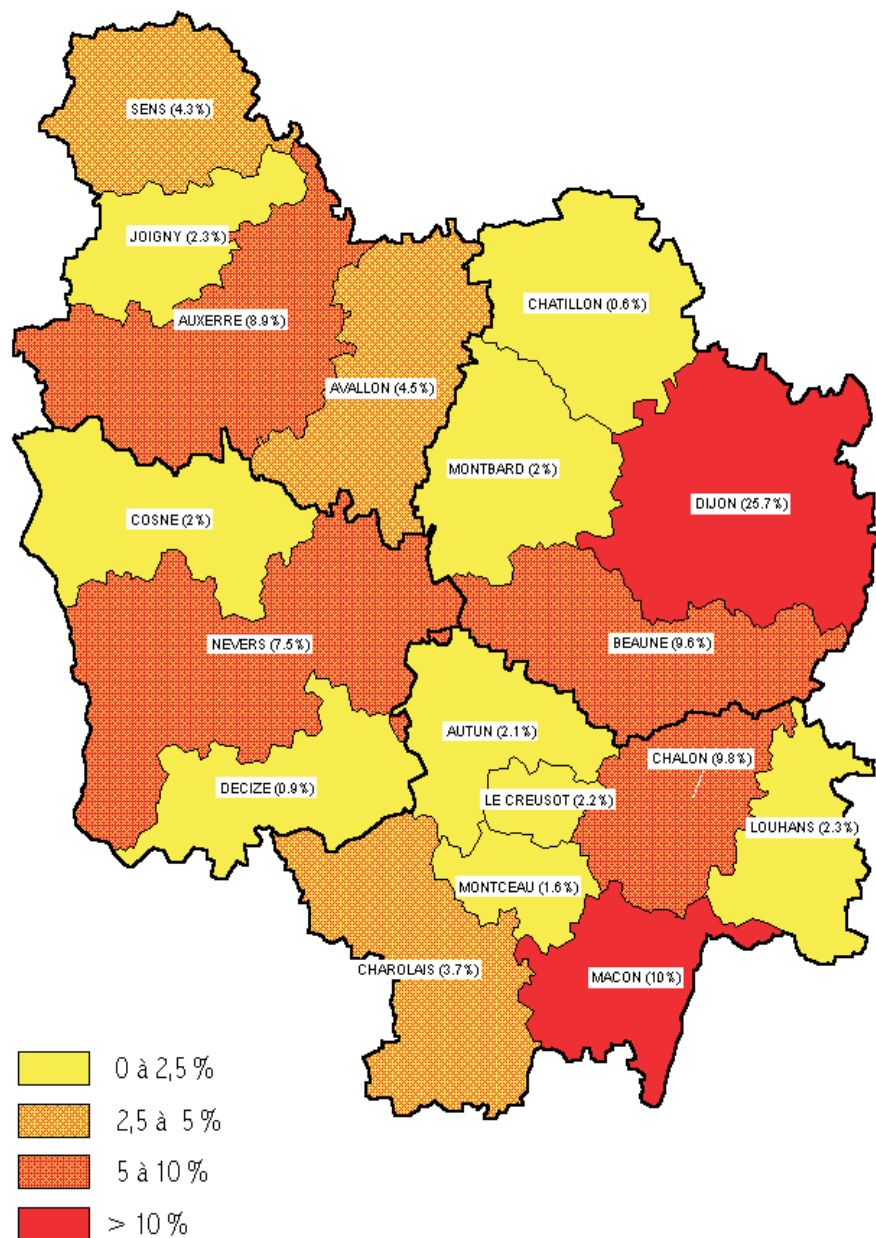 SENS (4.3%)
JOIGNY (2.3%)
CHATILLON (0.6%)
AUXERRE (8.9%)
AVALLON (4.5%)
MONTBARD (2%)
DIJON (25.7%)
COSNE (2%)
NEVERS (7.5%)
BEAUNE (9.6%)
AUTUN (2.1%)
CHALON (9.8%)
DECIZE (0.9%)
LE CREUSOT (2.2%)
LOUHANS (2.3%)
MONTCEAU (1.6%)
CHAROLAIS (3.7%)
MACON (10%)
0 à 2,5 %
2,5 à 5 %
5 à 10 %
> 10 %